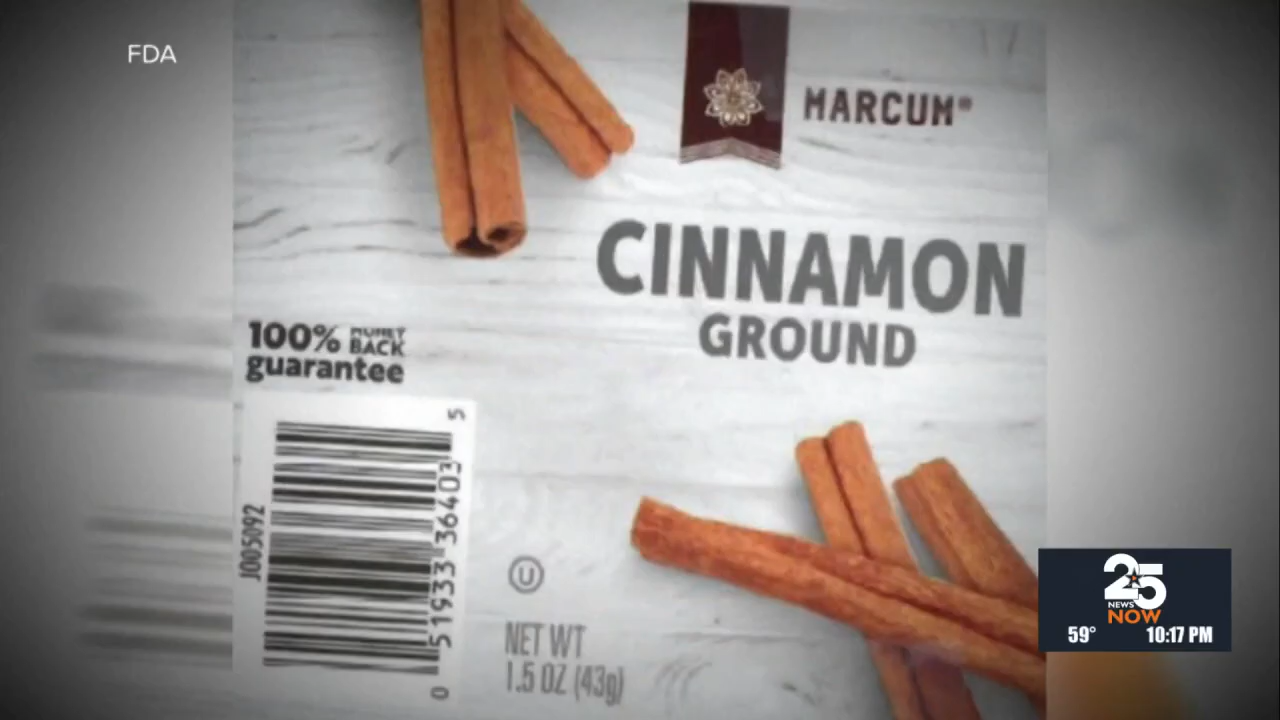 FDA
MARCUM®
CINNAMON
GROUND
100% MONEY
BACK
guarantee
5
51933 36403
0
J005092
U
NET WT
1.5 OZ (43g)
25
NEWS
NOW
59° 10:17 PM